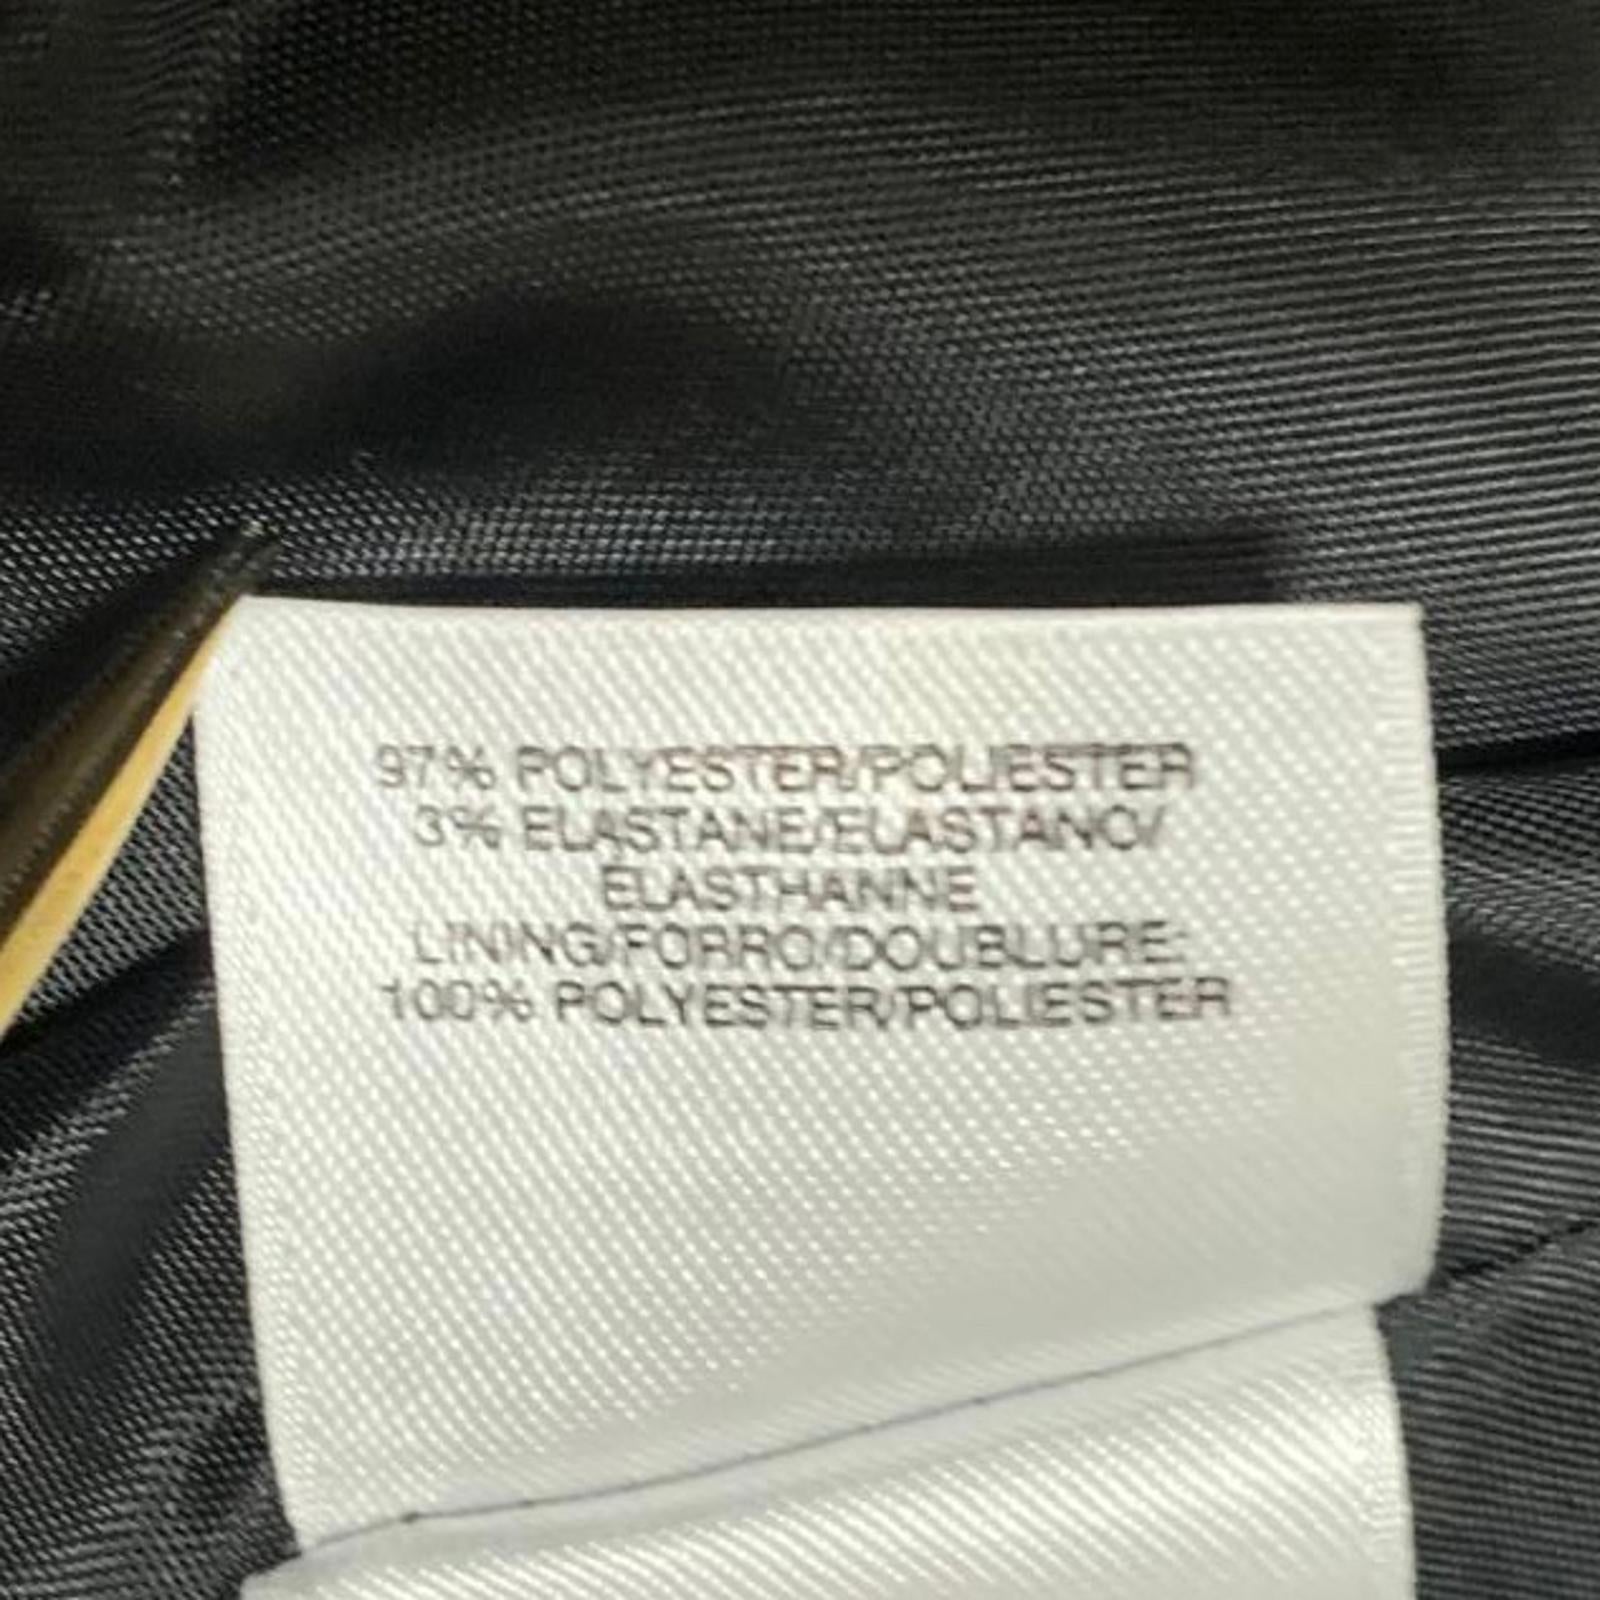 97% POLYESTER/POLIESTER
3% ELASTANE/ELASTANO/
ELASTHANNE
LINING/FORRO/DOUBLURE:
100% POLYESTER/POLIESTER